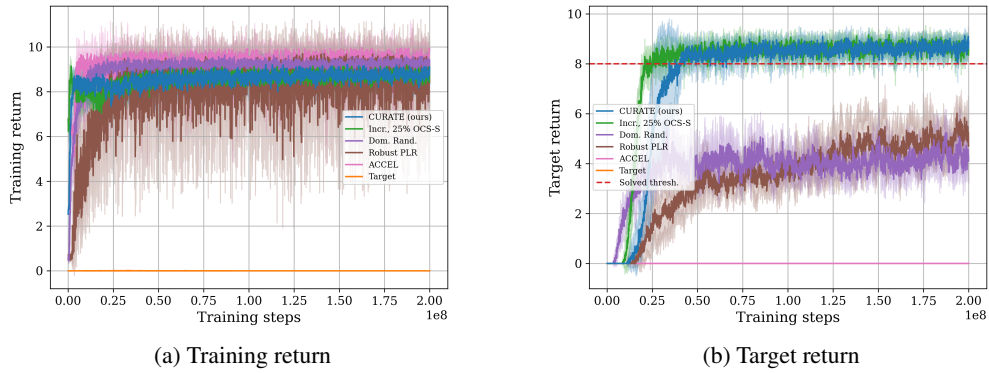 10
8
6
4
2
0
Training return
CURATE (ours)
Incr., 25% OCS-S
Dom. Rand.
Robust PLR
ACCEL
Target
0.00 0.25 0.50 0.75 1.00 1.25 1.50 1.75 2.00
1e8
Training steps
(a) Training return
10
8
6
4
2
0
Target return
CURATE (ours)
Incr., 25% OCS-S
Dom. Rand.
Robust PLR
ACCEL
Target
Solved thresh.
0.00 0.25 0.50 0.75 1.00 1.25 1.50 1.75 2.00
1e8
Training steps
(b) Target return